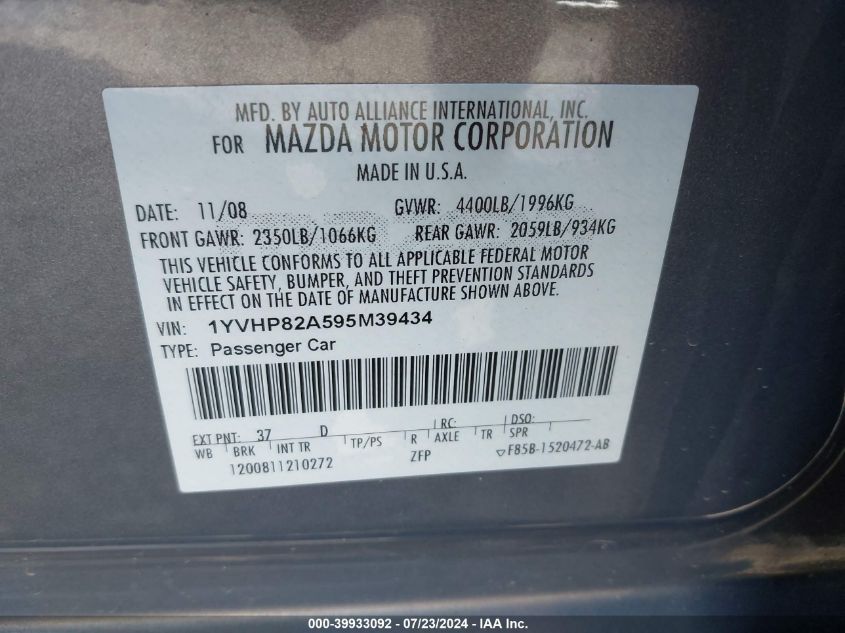 MFD. BY AUTO ALLIANCE INTERNATIONAL, INC.
FOR MAZDA MOTOR CORPORATION
MADE IN U.S.A.
DATE: 11/08 GVWR: 4400LB/1996KG
FRONT GAWR: 2350LB/1066KG REAR GAWR: 2059LB/934KG
THIS VEHICLE CONFORMS TO ALL APPLICABLE FEDERAL MOTOR
VEHICLE SAFETY, BUMPER, AND THEFT PREVENTION STANDARDS
IN EFFECT ON THE DATE OF MANUFACTURE SHOWN ABOVE.
VIN: 1YVHP82A595M39434
TYPE: Passenger Car
EXT PNT: 37 D RC: DSO:
WB BRK INT TR TP/PS R AXLE TR SPR
1200811210272 ZFP ▽F85B-1520472-AB
000-39933092 - 07/23/2024 - IAA Inc.